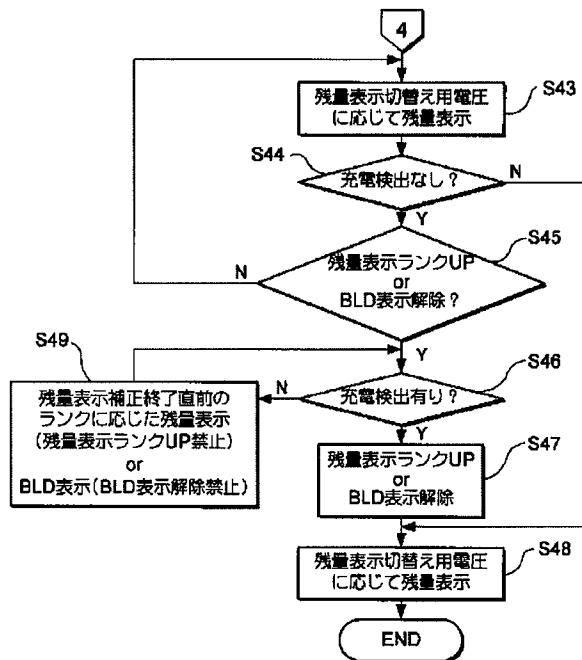 4
残量表示切替え用電圧
に応じて残量表示
S43
S44
充電検出なし？
N
Y
S45
残量表示ランクUP
or
BLD表示解除？
N
Y
S49
残量表示補正終了直前の
ランクに応じた残量表示
(残量表示ランクUP禁止)
or
BLD表示(BLD表示解除禁止)
S46
充電検出有り？
N
Y
S47
残量表示ランクUP
or
BLD表示解除
S48
残量表示切替え用電圧
に応じて残量表示
END